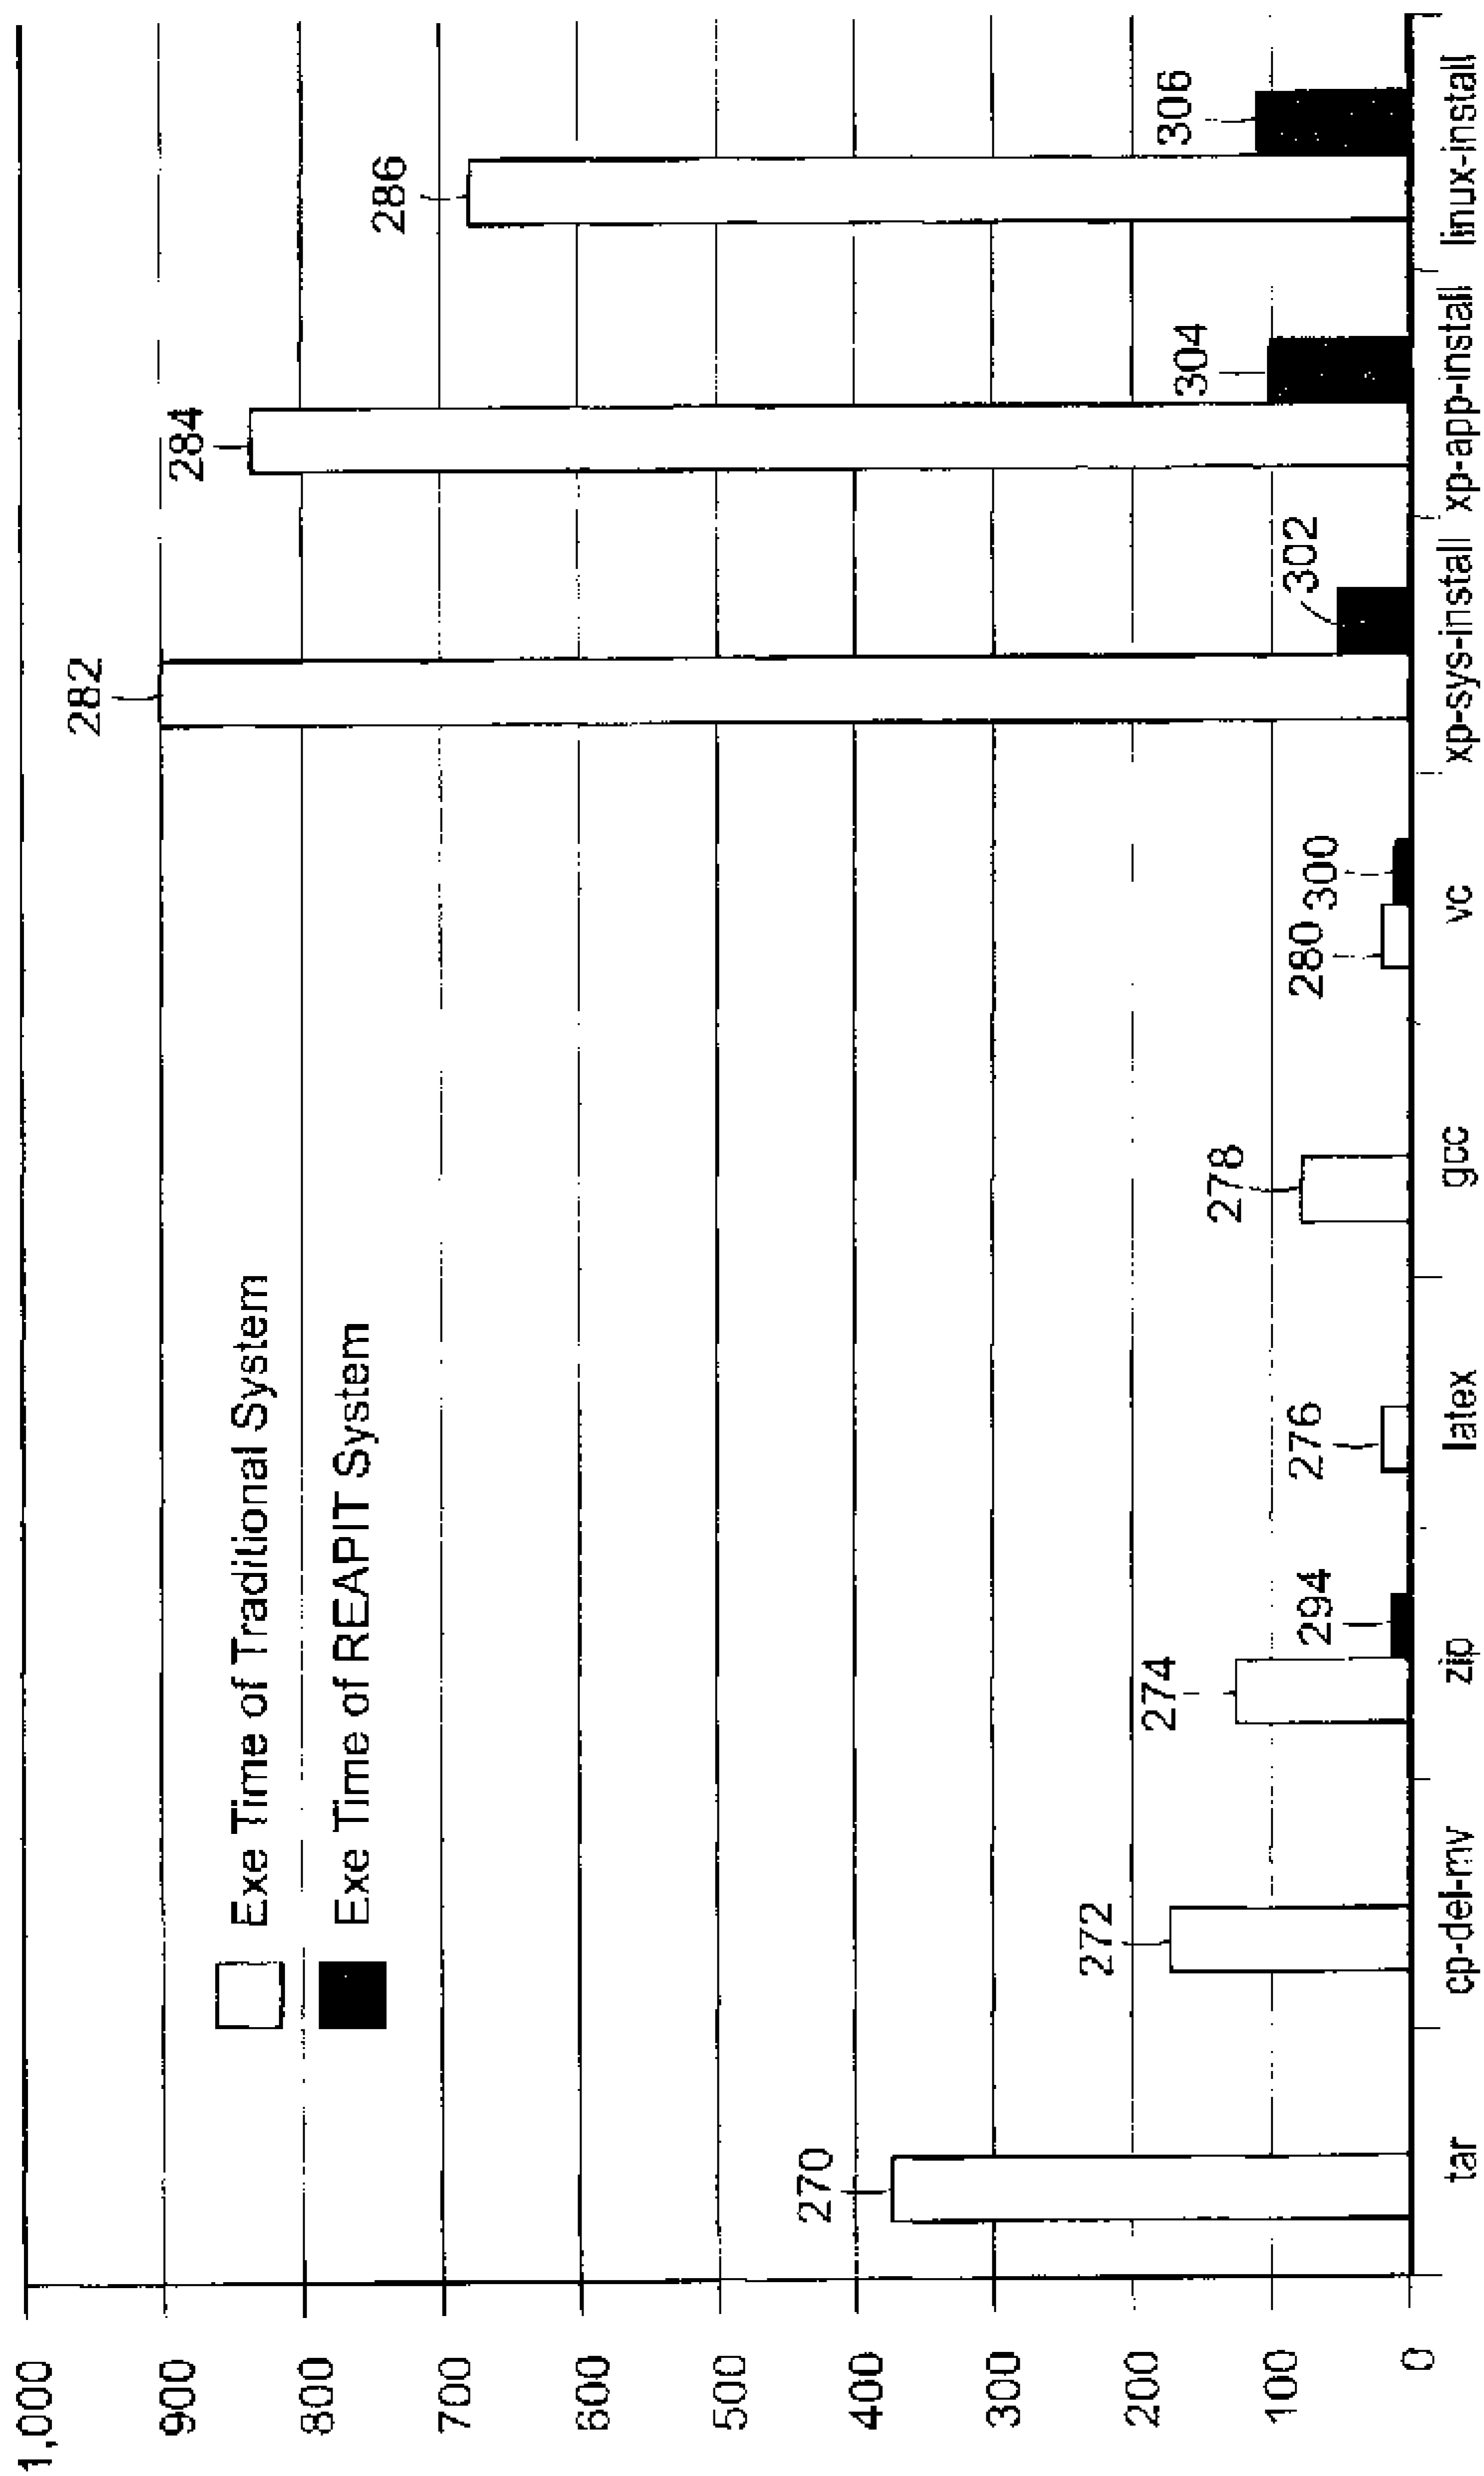 1,000
900
800
700
600
500
400
300
200
100
0
Exe Time of Traditional System
Exe Time of REAPIT System
270
272
274
294
276
278
280
300
282
302
284
304
286
306
tar
cp-del-mv
zip
latex
gcc
vc
xp-sys-install
xp-app-install
linux-install